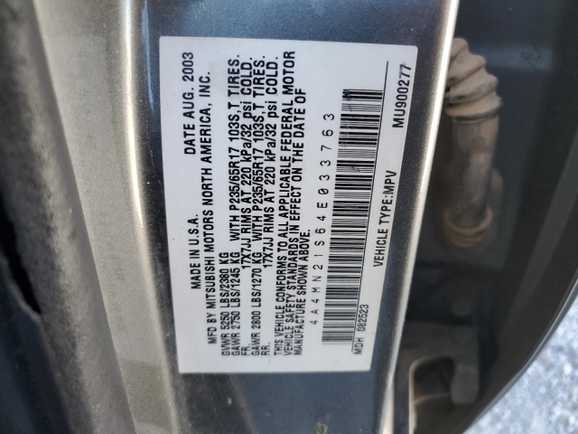 MADE IN U.S.A. DATE AUG. 2003
MFD BY MITSUBISHI MOTORS NORTH AMERICA, INC.
GVWR 5250 LBS/2380 KG
GAWR 2750 LBS/1245 KG WITH P235/65R17 103S,T TIRES.
FR. 17X7JJ RIMS AT 220 kPa/32 psi COLD.
GAWR 2800 LBS/1270 KG WITH P235/65R17 103S,T TIRES.
RR. 17X7JJ RIMS AT 220 kPa/32 psi COLD.
THIS VEHICLE CONFORMS TO ALL APPLICABLE FEDERAL MOTOR
VEHICLE SAFETY STANDARDS IN EFFECT ON THE DATE OF
MANUFACTURE SHOWN ABOVE.
4A4MN21S64E033763
VEHICLE TYPE:MPV
MDH 082523 MU900277